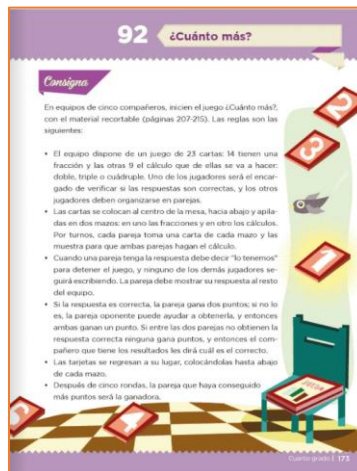 92
¿Cuánto más?
Consigna
En equipos de cinco compañeros, inicien el juego ¿Cuánto más?,
con el material recortable (páginas 207-215). Las reglas son las
siguientes:
• El equipo dispone de un juego de 23 cartas: 14 tienen una
fracción y las otras 9 el cálculo que de ellas se va a hacer:
doble, triple o cuádruple. Uno de los jugadores será el encar-
gado de verificar si las respuestas son correctas, y los otros
jugadores deben organizarse en parejas.
• Las cartas se colocan al centro de la mesa, hacia abajo y apila-
das en dos mazos: en uno las fracciones y en otro los cálculos.
Por turnos, cada pareja toma una carta de cada mazo y las
muestra para que ambas parejas hagan el cálculo.
• Cuando una pareja tenga la respuesta debe decir "lo tenemos"
para detener el juego, y ninguno de los demás jugadores se-
guirá escribiendo. La pareja debe mostrar su respuesta al resto
del equipo.
• Si la respuesta es correcta, la pareja gana dos puntos; si no lo
es, la pareja oponente puede ayudar a obtenerla, y entonces
ambas ganan un punto. Si entre las dos parejas no obtienen la
respuesta correcta ninguna gana puntos, y entonces el com-
pañero que tiene los resultados les dirá cuál es el correcto.
• Las tarjetas se regresan a su lugar, colocándolas hasta abajo
de cada mazo.
• Después de cinco rondas, la pareja que haya conseguido
más puntos será la ganadora.
2
3
1
4
Cuarto grado | 173